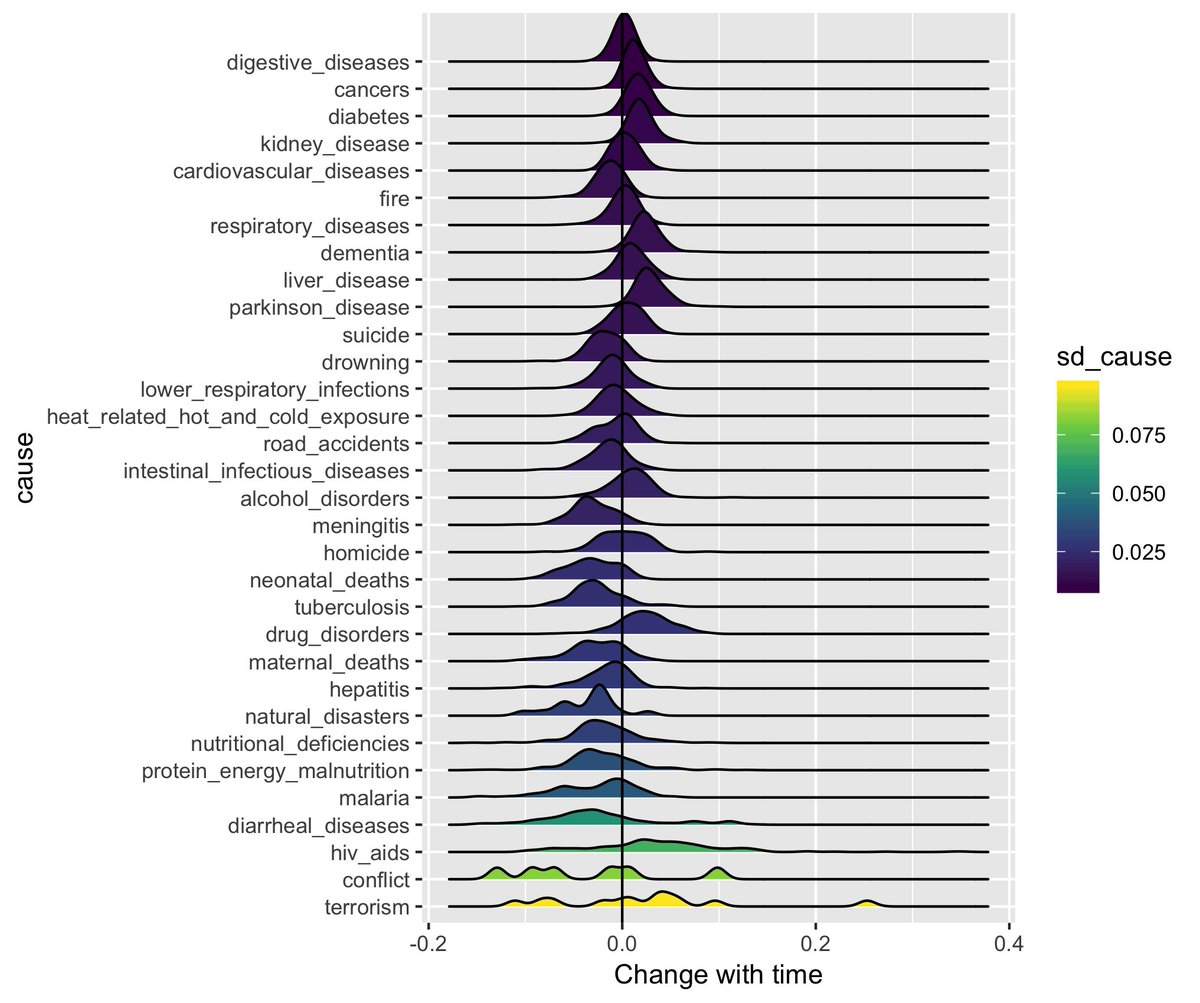 digestive_diseases
cancers
diabetes
kidney_disease
cardiovascular_diseases
fire
respiratory_diseases
dementia
liver_disease
parkinson_disease
suicide
drowning
lower_respiratory_infections
heat_related_hot_and_cold_exposure
road_accidents
intestinal_infectious_diseases
alcohol_disorders
meningitis
homicide
neonatal_deaths
tuberculosis
drug_disorders
maternal_deaths
hepatitis
natural_disasters
nutritional_deficiencies
protein_energy_malnutrition
malaria
diarrheal_diseases
hiv_aids
conflict
terrorism
cause
-0.2 0.0 0.2 0.4
Change with time
sd_cause
0.075
0.050
0.025